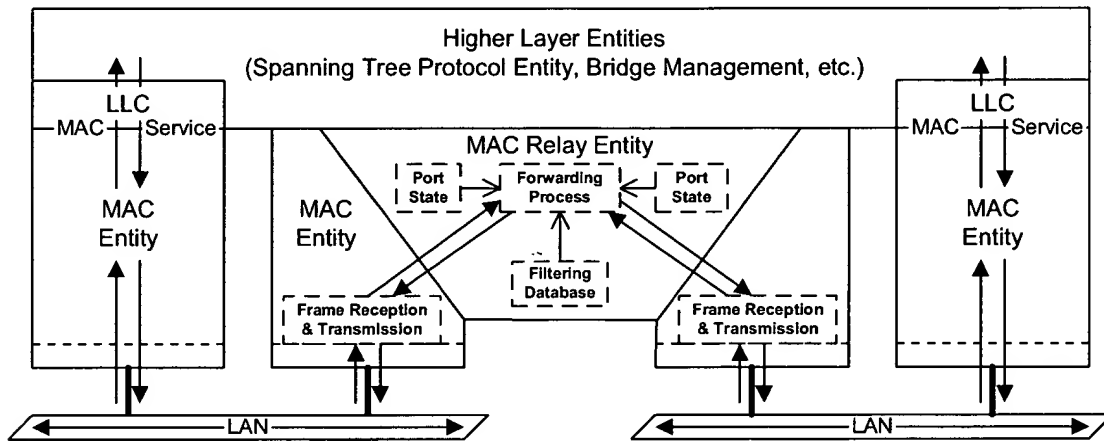 Higher Layer Entities
(Spanning Tree Protocol Entity, Bridge Management, etc.)
LLC
MAC Service
MAC
Entity
MAC Relay Entity
Port
State
Forwarding
Process
Port
State
MAC
Entity
Filtering
Database
Frame Reception
& Transmission
Frame Reception
& Transmission
LLC
MAC Service
MAC
Entity
LAN
LAN